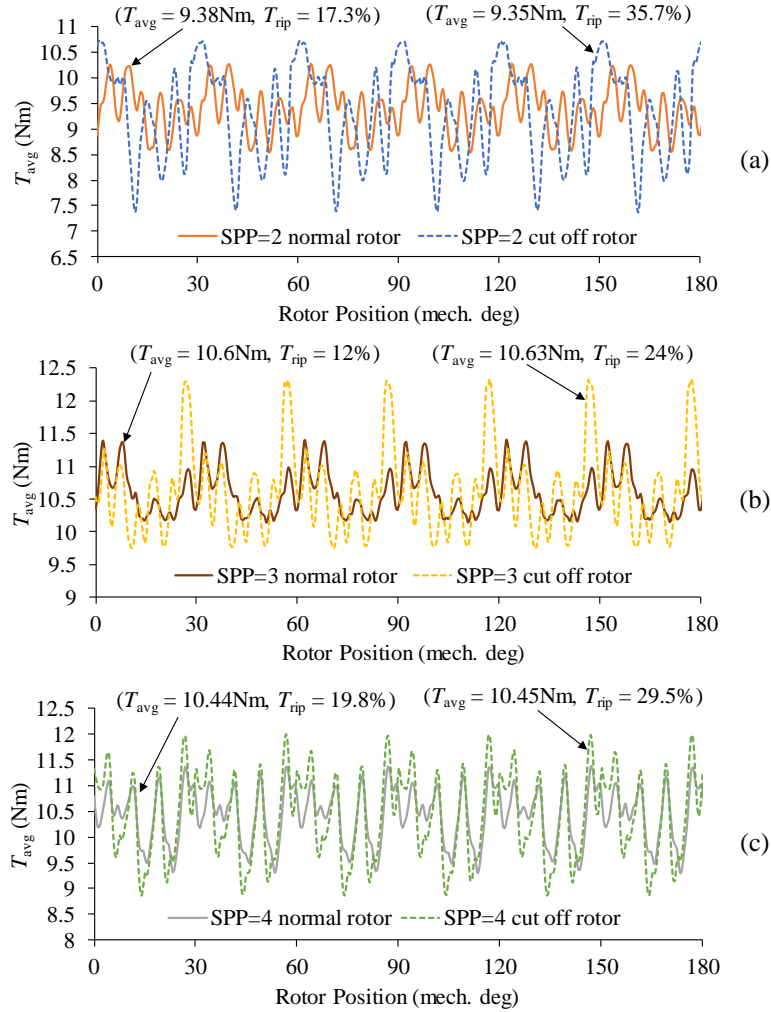 (Tavg = 9.38Nm, Trip = 17.3%) (Tavg = 9.35Nm, Trip = 35.7%)
11
10.5
10
9.5
9
8.5
8
7.5
7
6.5
Tavg (Nm)
SPP=2 normal rotor SPP=2 cut off rotor
0 30 60 90 120 150 180
Rotor Position (mech. deg)
(a)
(Tavg = 10.6Nm, Trip = 12%) (Tavg = 10.63Nm, Trip = 24%)
12.5
12
11.5
11
10.5
10
9.5
9
Tavg (Nm)
SPP=3 normal rotor SPP=3 cut off rotor
0 30 60 90 120 150 180
Rotor Position (mech. deg)
(b)
(Tavg = 10.44Nm, Trip = 19.8%) (Tavg = 10.45Nm, Trip = 29.5%)
12.5
12
11.5
11
10.5
10
9.5
9
8.5
8
Tavg (Nm)
SPP=4 normal rotor SPP=4 cut off rotor
0 30 60 90 120 150 180
Rotor Position (mech. deg)
(c)